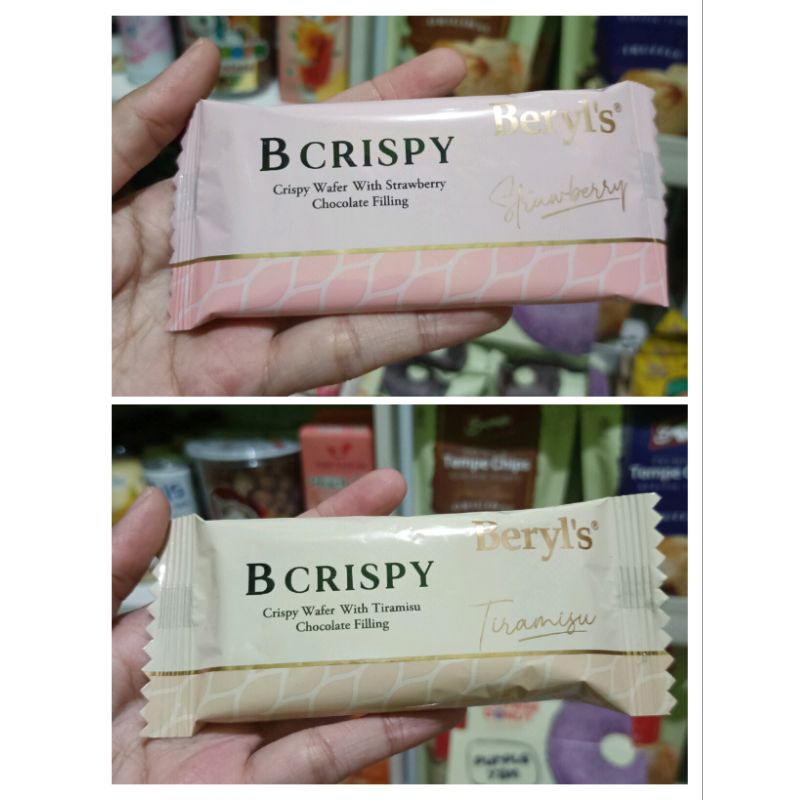 Beryl's®
B CRISPY
Crispy Wafer With Strawberry
Chocolate Filling
Strawberry
Tempe Chips
Tempe
Beryl's®
B CRISPY
Crispy Wafer With Tiramisu
Chocolate Filling
Tiramisu